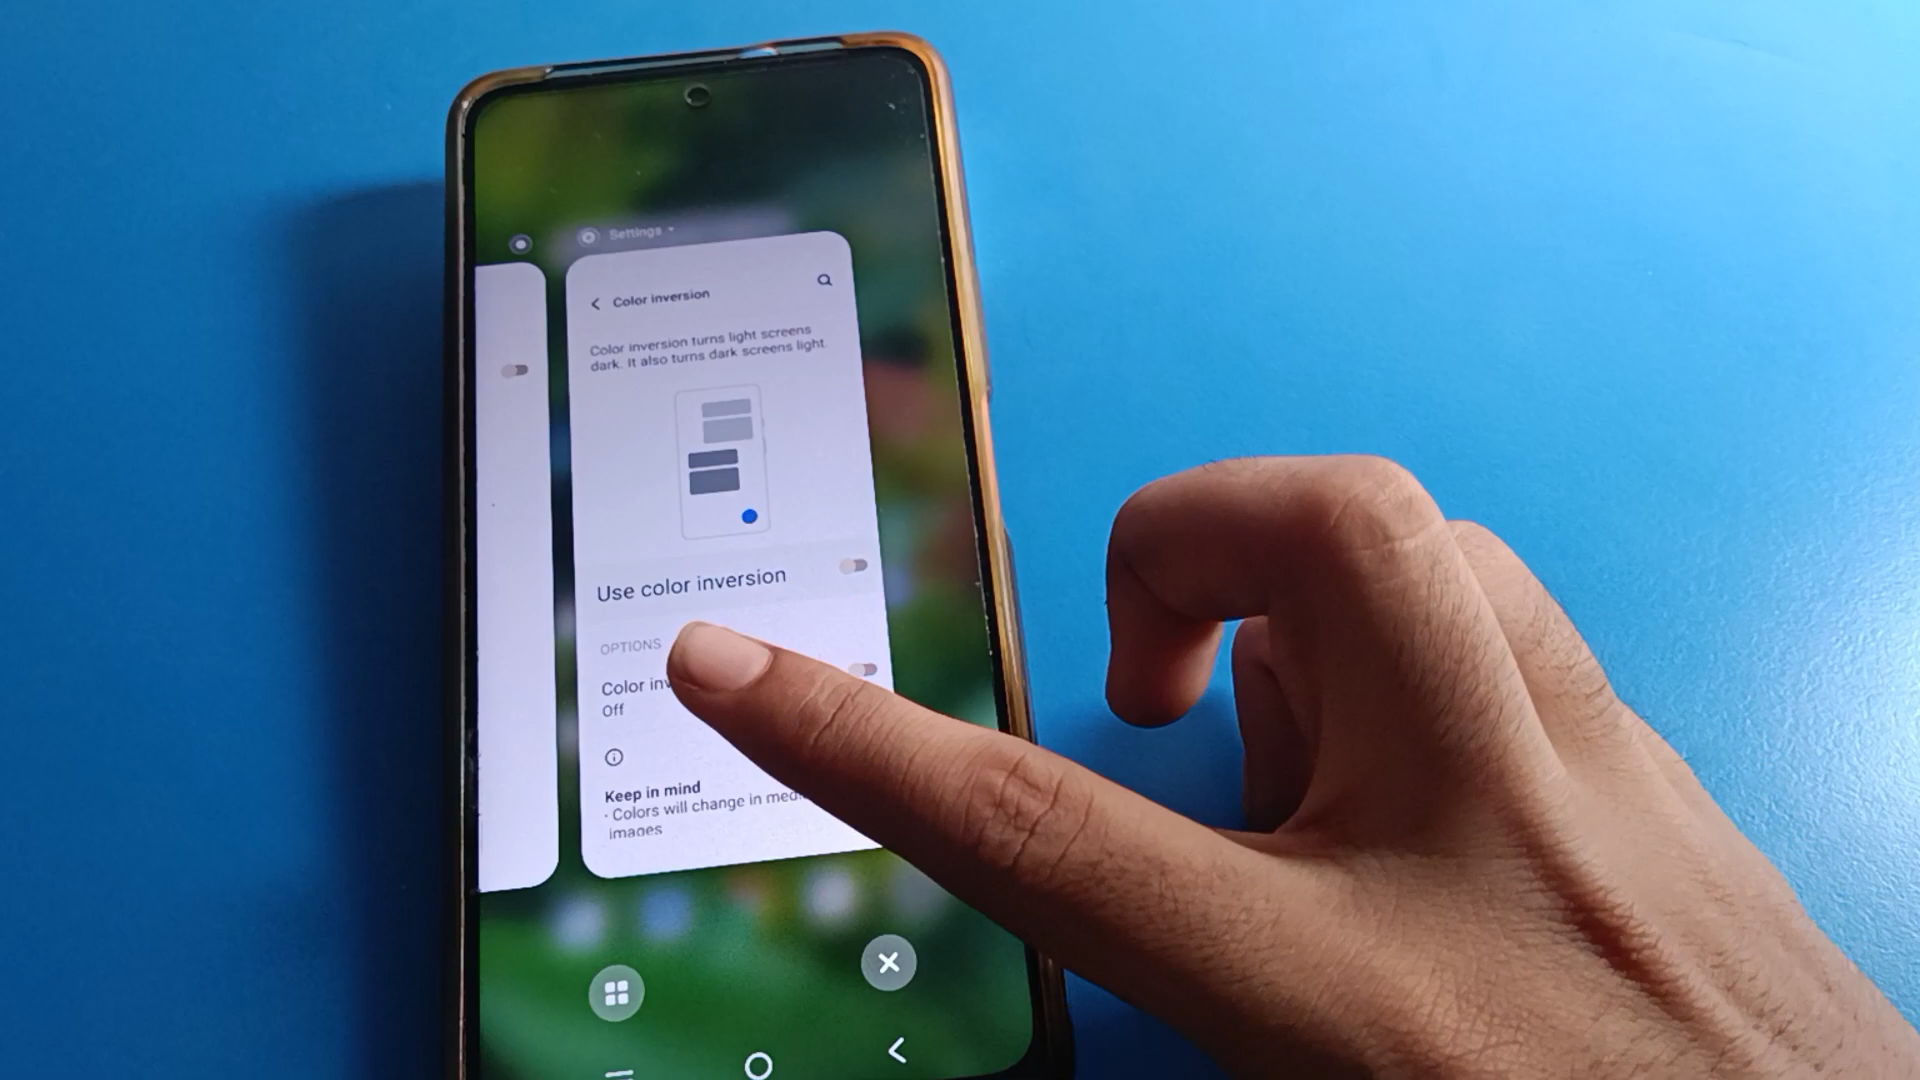 Settings
Color inversion
Color inversion turns light screens
dark. It also turns dark screens light.
Use color inversion
OPTIONS
Color inv
Off
Keep in mind
· Colors will change in med
images